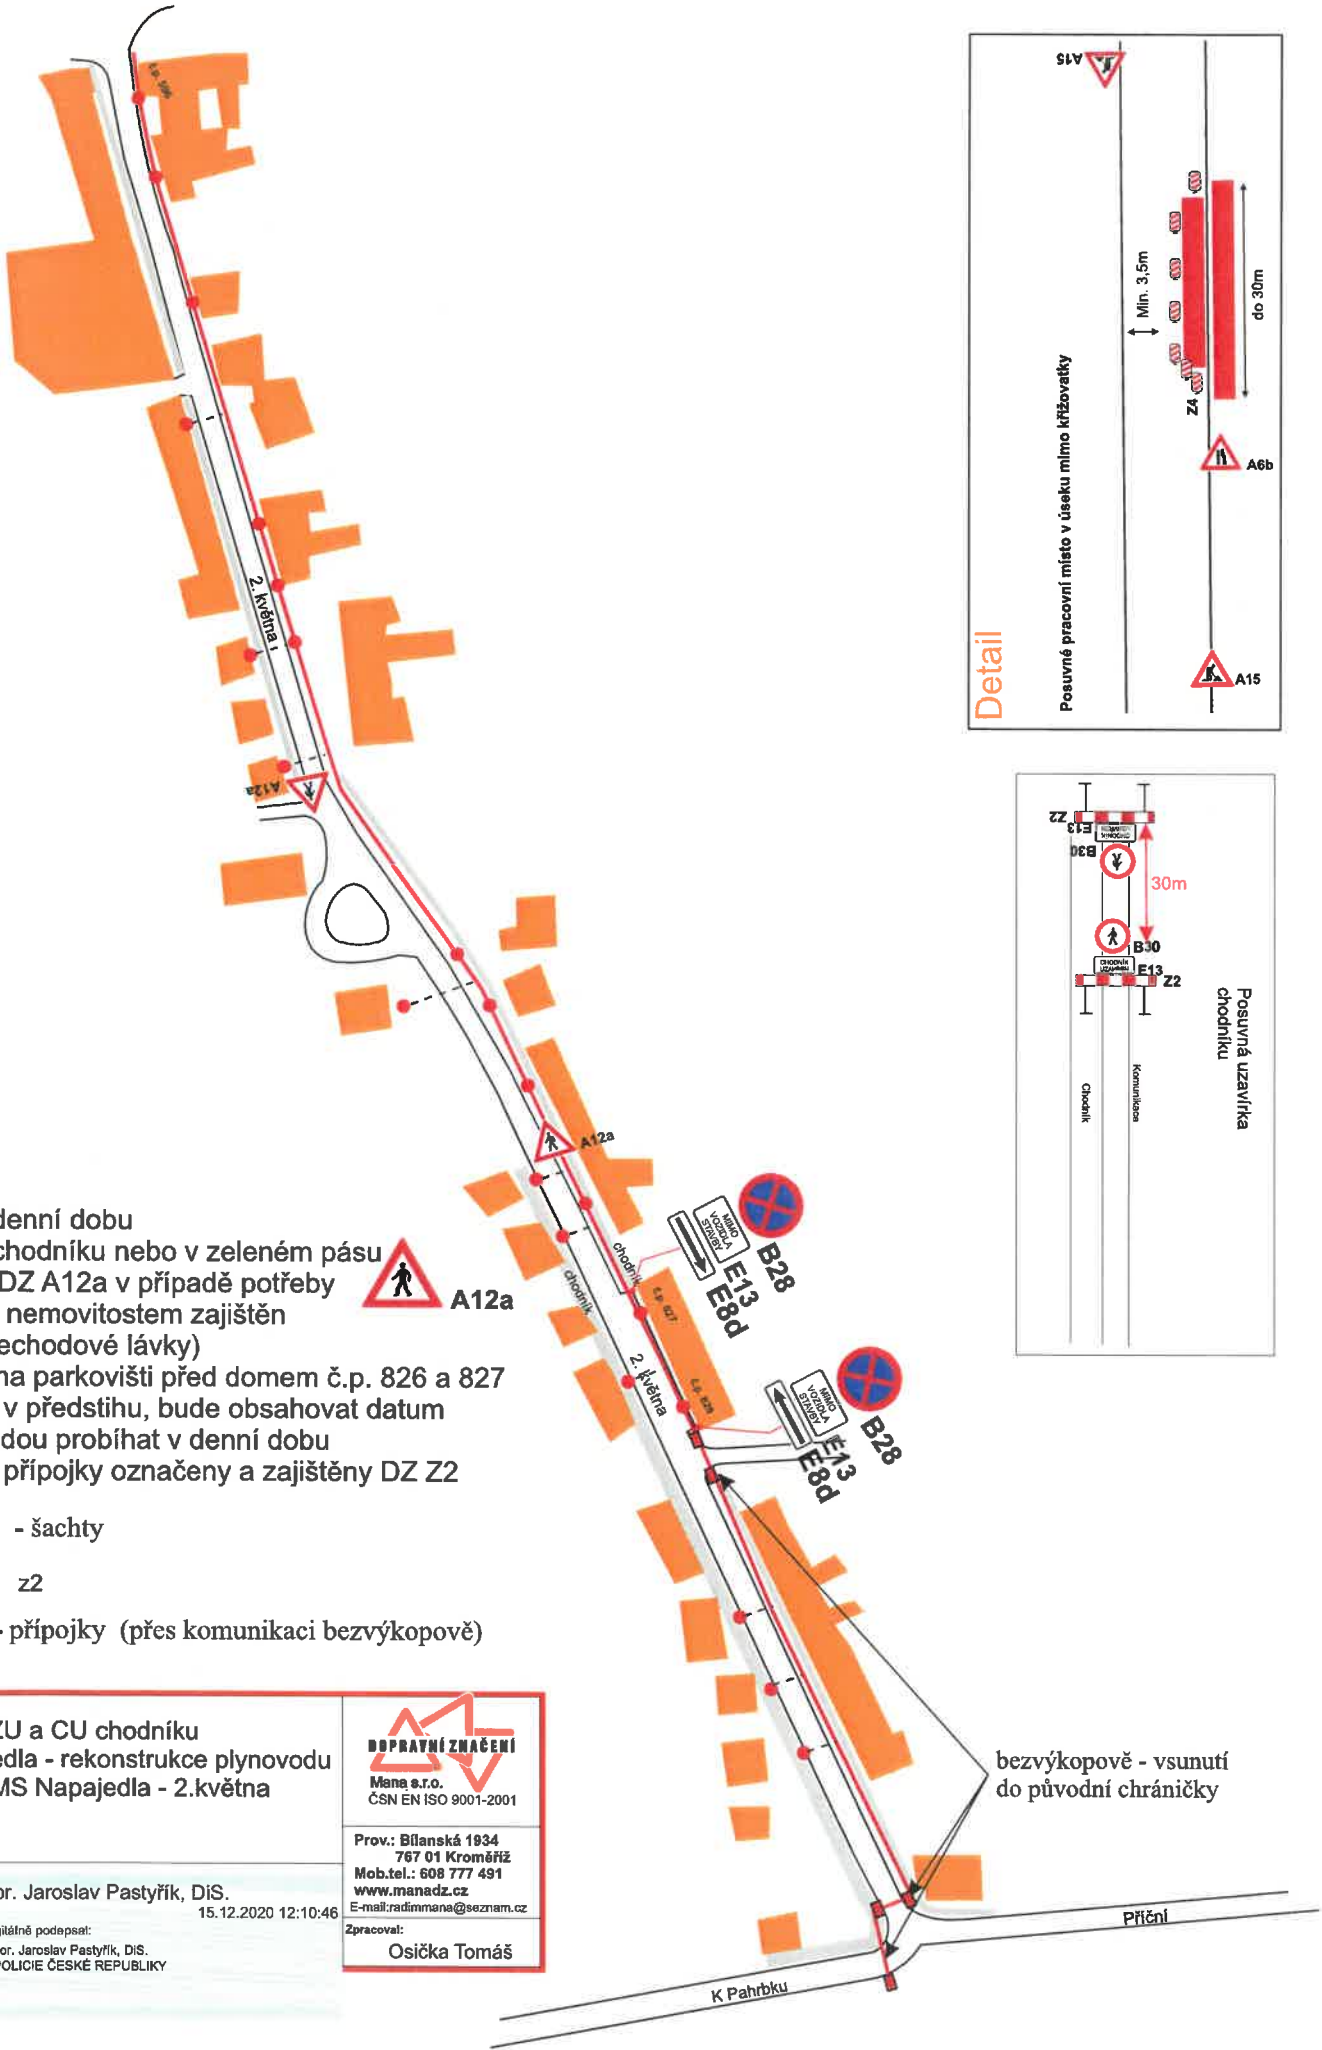 č.p. 506
2. května
A12a
A12a
chodník
chodník
č.p. 827
2. května
č.p. 826
MIMO
VOZIDLA
STAVBY
B28
E13
E8d
MIMO
VOZIDLA
STAVBY
B28
E13
E8d
A15
Min. 3,5m
do 30m
Z4
A6b
A15
Posuvné pracovní místo v úseku mimo křižovatky
Detail
Z2
E13
CHODNÍK
UZAVŘEN
B30
30m
B30
CHODNÍK
UZAVŘEN
E13
Z2
Posuvná uzavírka
chodníku
Komunikace
Chodník
denní dobu
chodníku nebo v zeleném pásu
DZ A12a v případě potřeby
A12a
nemovitostem zajištěn
echodové lávky)
na parkovišti před domem č.p. 826 a 827
v předstihu, bude obsahovat datum
dou probíhat v denní dobu
přípojky označeny a zajištěny DZ Z2
- šachty
z2
- přípojky (přes komunikaci bezvýkopově)
ZU a CU chodníku
edla - rekonstrukce plynovodu
MS Napajedla - 2.května
DOPRAVNÍ ZNAČENÍ
Mana s.r.o.
ČSN EN ISO 9001-2001
Prov.: Bílanská 1934
767 01 Kroměříž
Mob.tel.: 608 777 491
www.manadz.cz
E-mail:radimmana@seznam.cz
Zpracoval:
Osička Tomáš
or. Jaroslav Pastyřík, DiS.
15.12.2020 12:10:46
gitálně podepsal:
or. Jaroslav Pastyřík, DiS.
POLICIE ČESKÉ REPUBLIKY
bezvýkopově - vsunutí
do původní chráničky
Příční
K Pahrbku